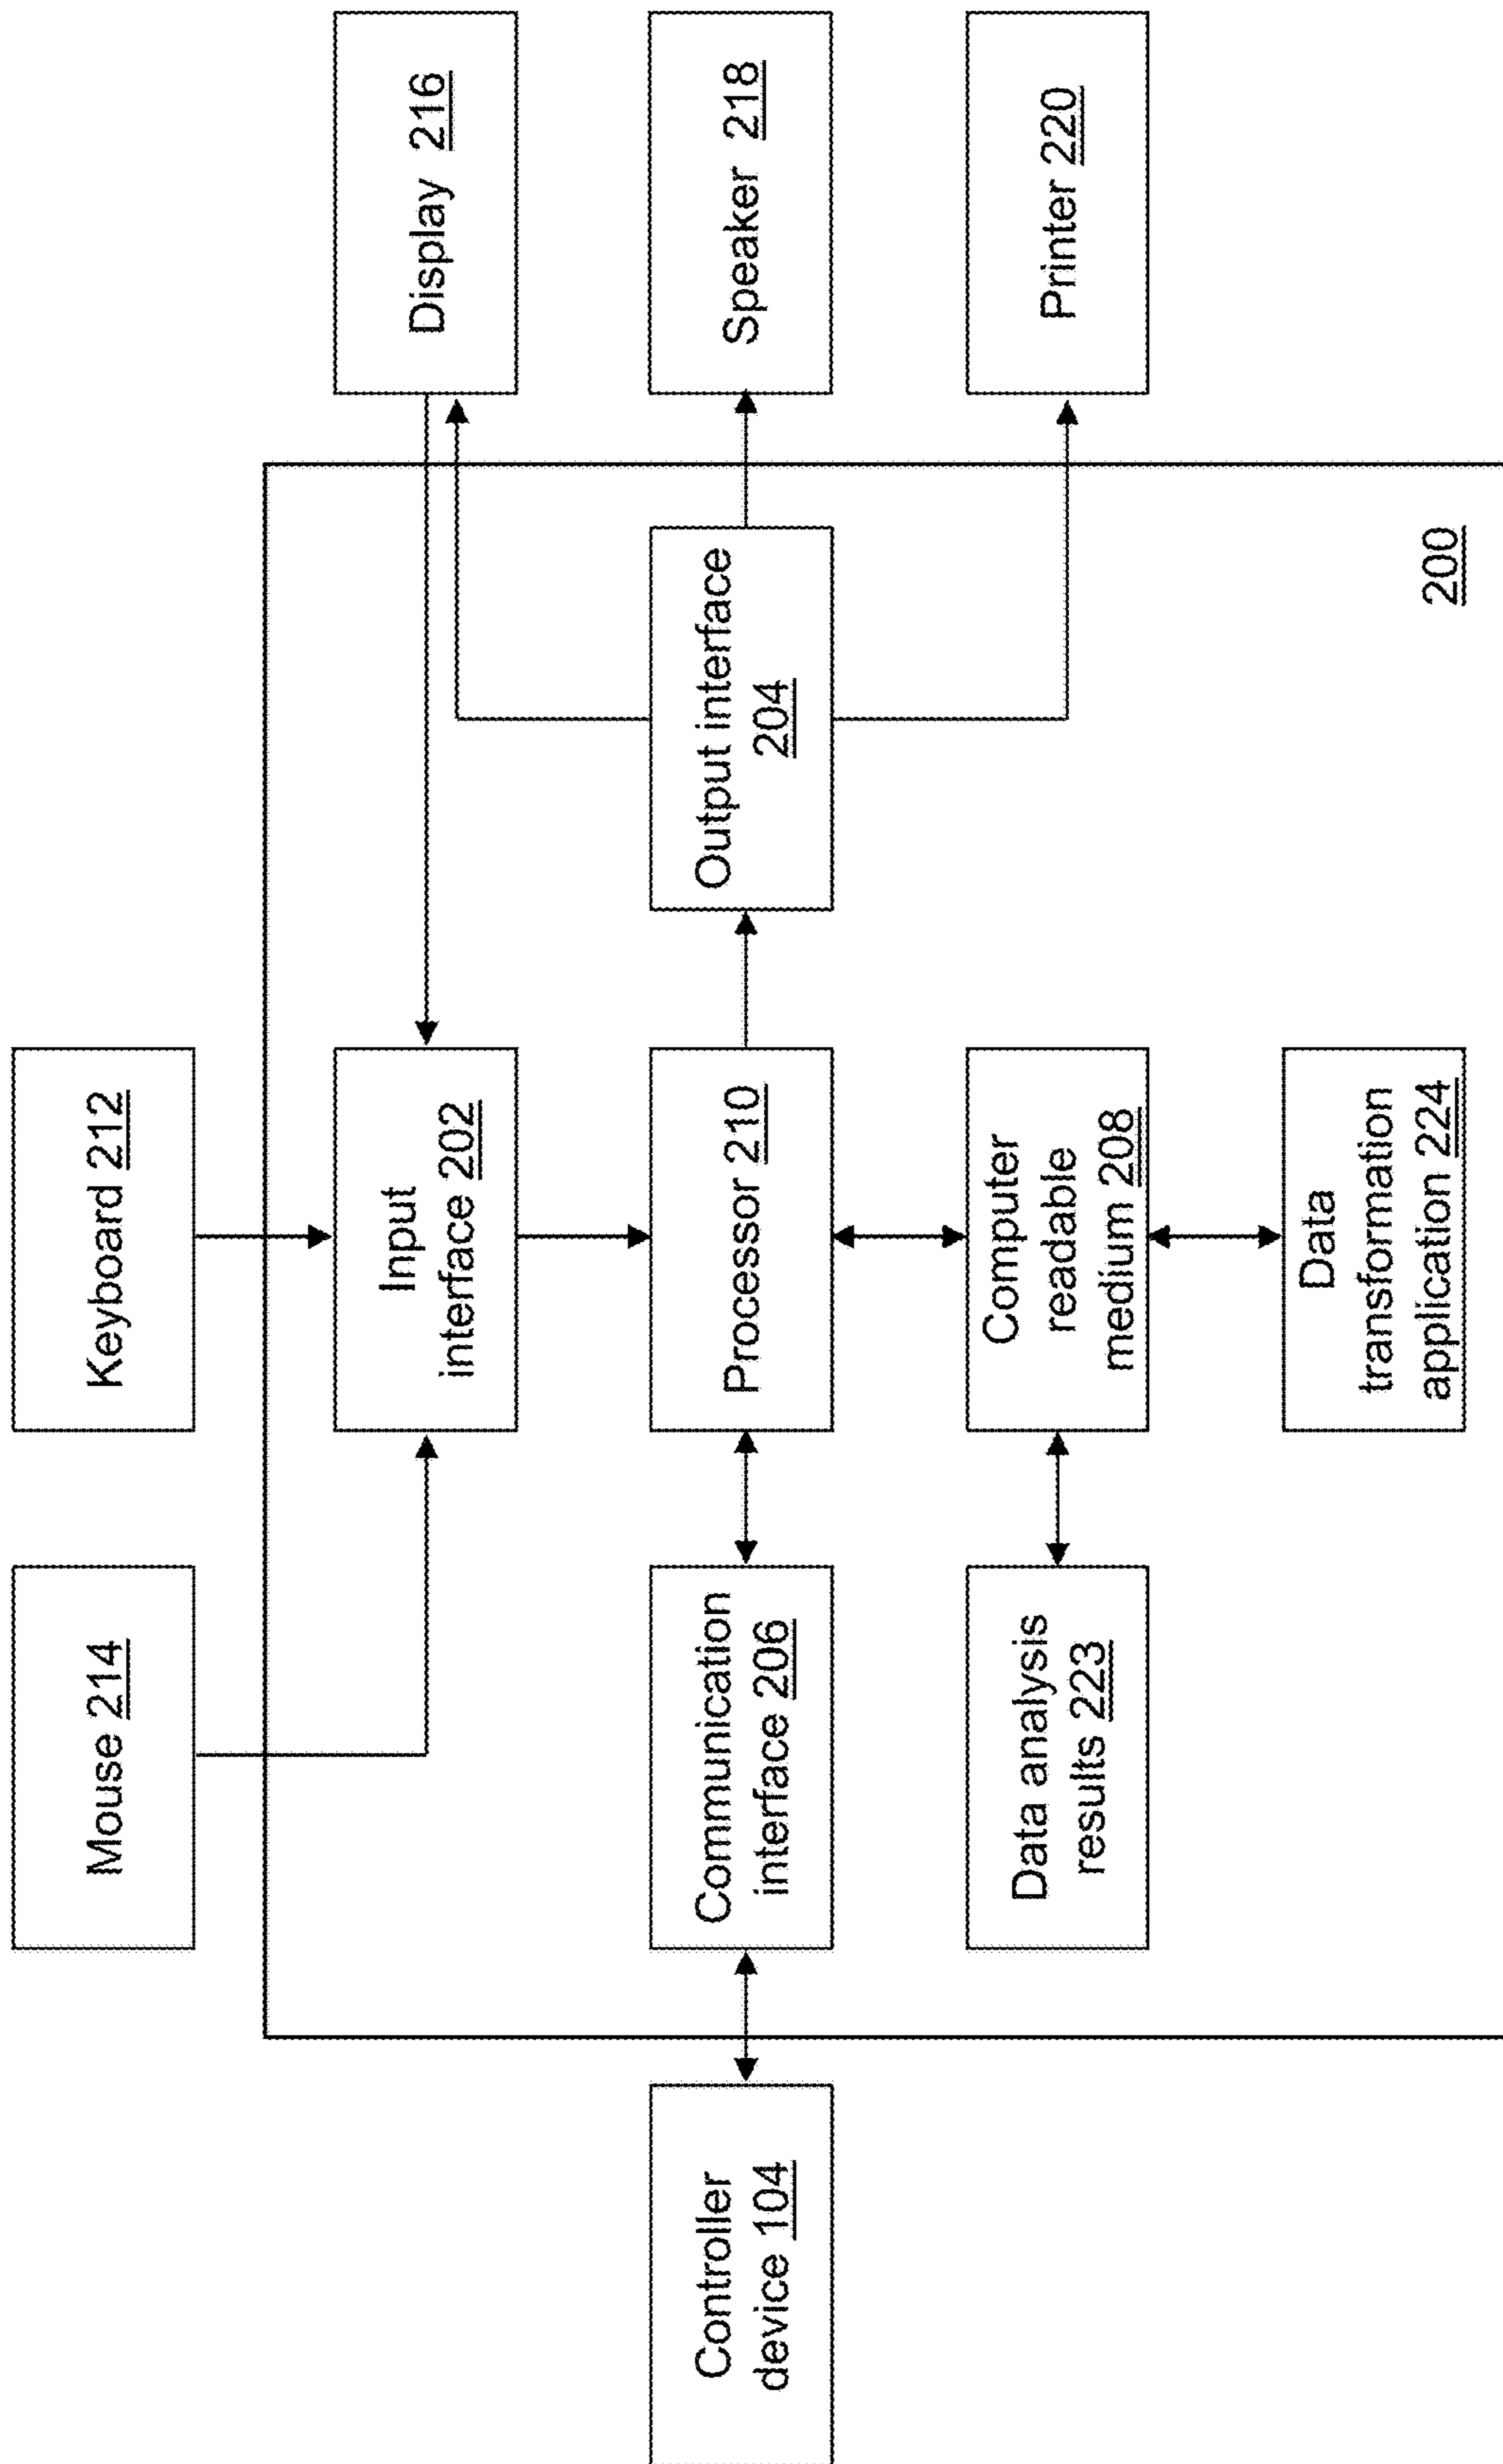 Mouse 214
Keyboard 212
Input
interface 202
Display 216
Controller
device 104
Communication
interface 206
Processor 210
Output interface
204
Speaker 218
Data analysis
results 223
Computer
readable
medium 208
Printer 220
Data
transformation
application 224
200